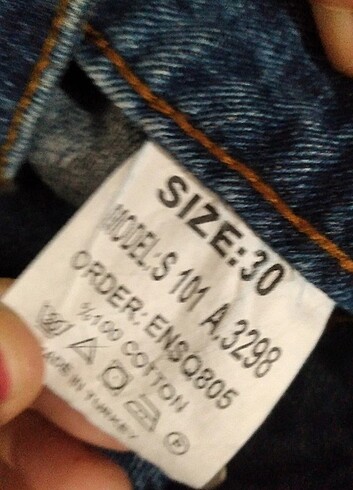 SIZE:30
MODEL:S 101 A.3298
ORDER: ENSQ805
%100 COTTON
P
MADE IN TURKEY